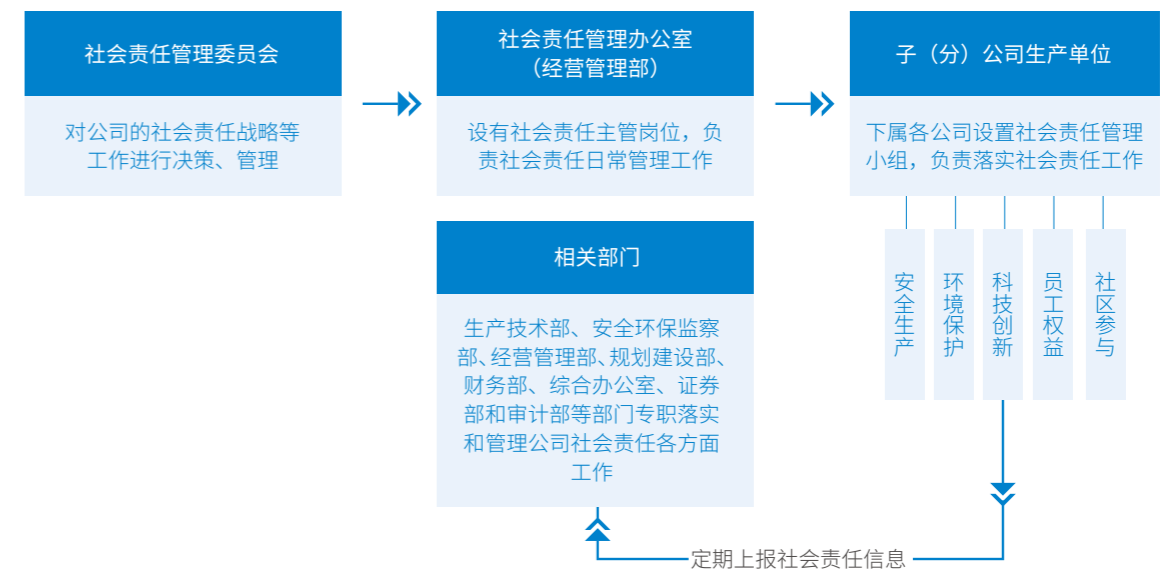 社会责任管理委员会
对公司的社会责任战略等
工作进行决策、管理
社会责任管理办公室
（经营管理部）
设有社会责任主管岗位，负
责社会责任日常管理工作
子（分）公司生产单位
下属各公司设置社会责任管理
小组，负责落实社会责任工作
相关部门
生产技术部、安全环保监察
部、经营管理部、规划建设部、
财务部、综合办公室、证券
部和审计部等部门专职落实
和管理公司社会责任各方面
工作
安全生产
环境保护
科技创新
员工权益
社区参与
定期上报社会责任信息